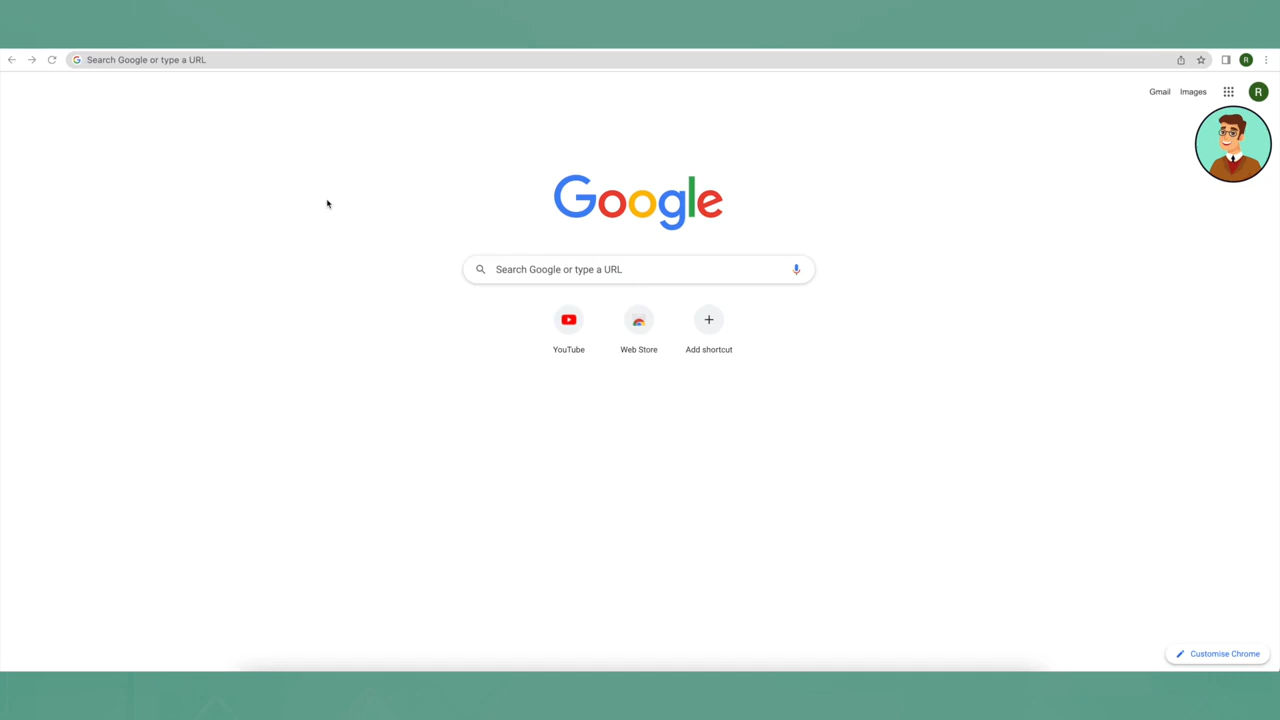 Search Google or type a URL
R
Gmail Images
R
Google
Search Google or type a URL
YouTube Web Store Add shortcut
Customise Chrome